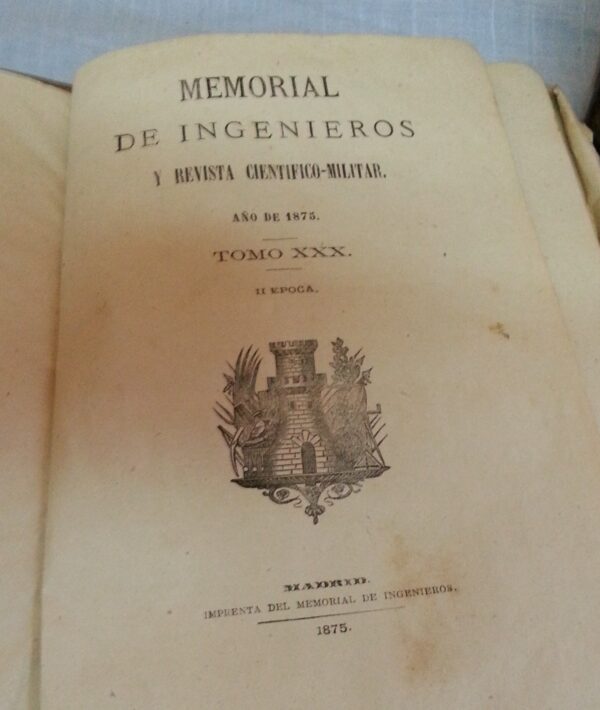 MEMORIAL
DE INGENIEROS
Y REVISTA CIENTIFICO-MILITAR.
AÑO DE 1875.
TOMO XXX.
II EPOCA.
MADRID.
IMPRENTA DEL MEMORIAL DE INGENIEROS.
1875.